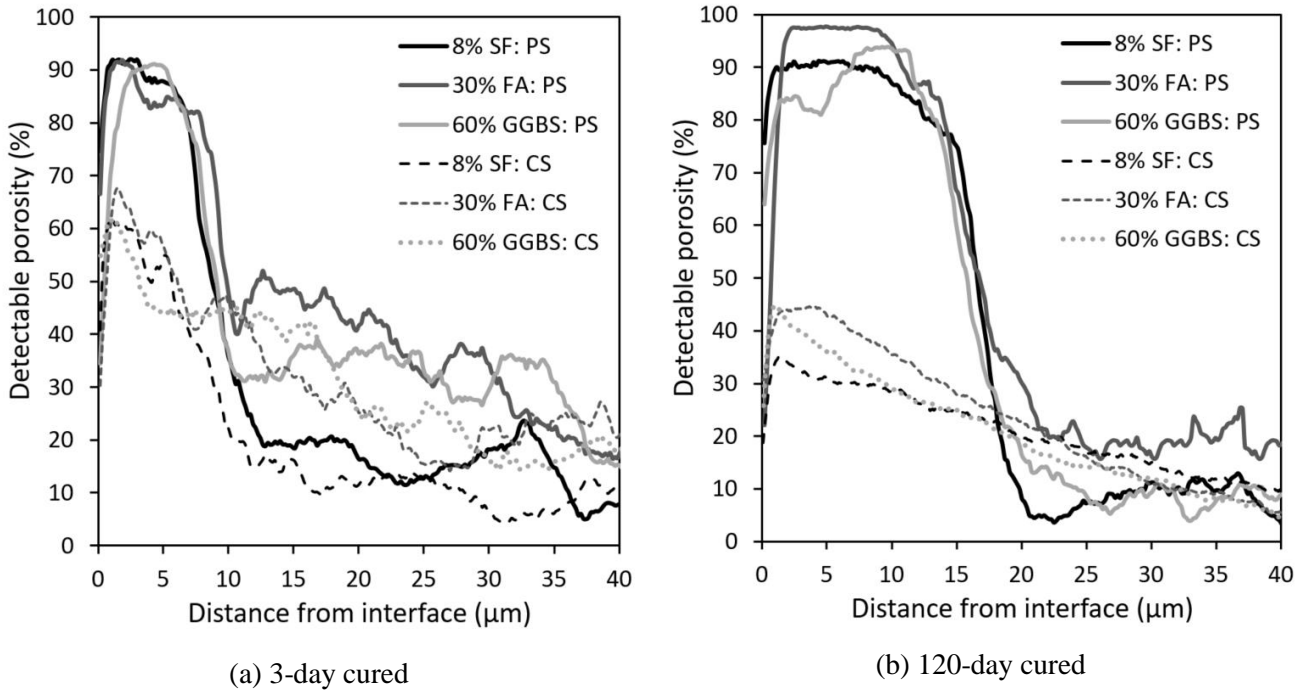 100
90
80
70
60
50
40
30
20
10
0
Detectable porosity (%)
8% SF: PS
30% FA: PS
60% GGBS: PS
8% SF: CS
30% FA: CS
60% GGBS: CS
0 5 10 15 20 25 30 35 40
Distance from interface (µm)
(a) 3-day cured
100
90
80
70
60
50
40
30
20
10
0
Detectable porosity (%)
8% SF: PS
30% FA: PS
60% GGBS: PS
8% SF: CS
30% FA: CS
60% GGBS: CS
0 5 10 15 20 25 30 35 40
Distance from interface (µm)
(b) 120-day cured